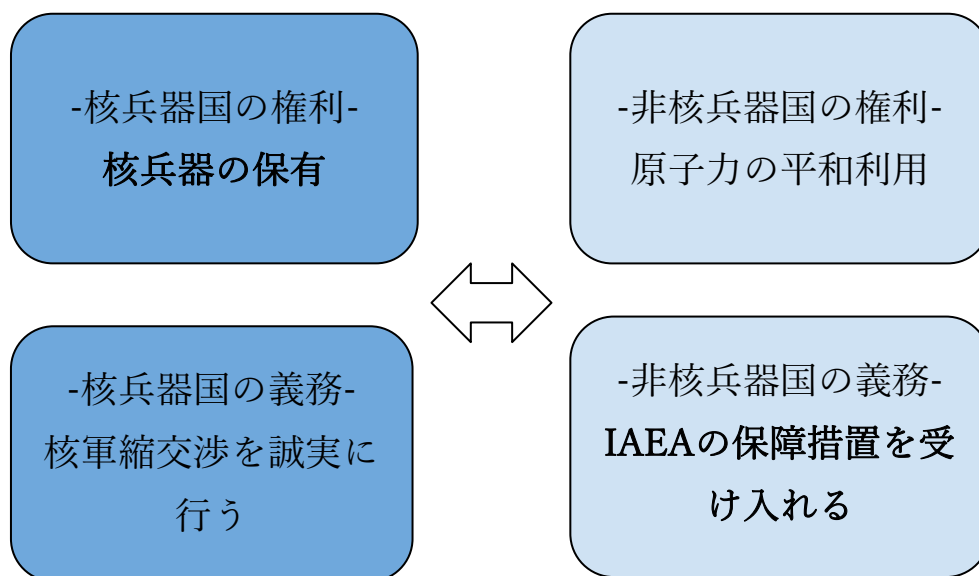 -核兵器国の権利-
核兵器の保有
-非核兵器国の権利-
原子力の平和利用
-核兵器国の義務-
核軍縮交渉を誠実に
行う
-非核兵器国の義務-
IAEAの保障措置を受
け入れる